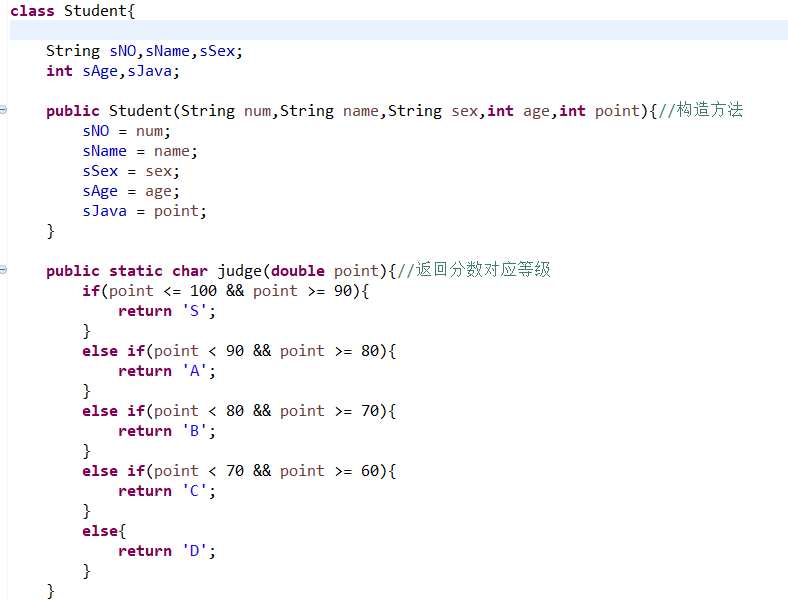 class Student{
String sNO,sName,sSex;
int sAge,sJava;
public Student(String num,String name,String sex,int age,int point){//构造方法
sNO = num;
sName = name;
sSex = sex;
sAge = age;
sJava = point;
}
public static char judge(double point){//返回分数对应等级
if(point <= 100 && point >= 90){
return 'S';
}
else if(point < 90 && point >= 80){
return 'A';
}
else if(point < 80 && point >= 70){
return 'B';
}
else if(point < 70 && point >= 60){
return 'C';
}
else{
return 'D';
}
}